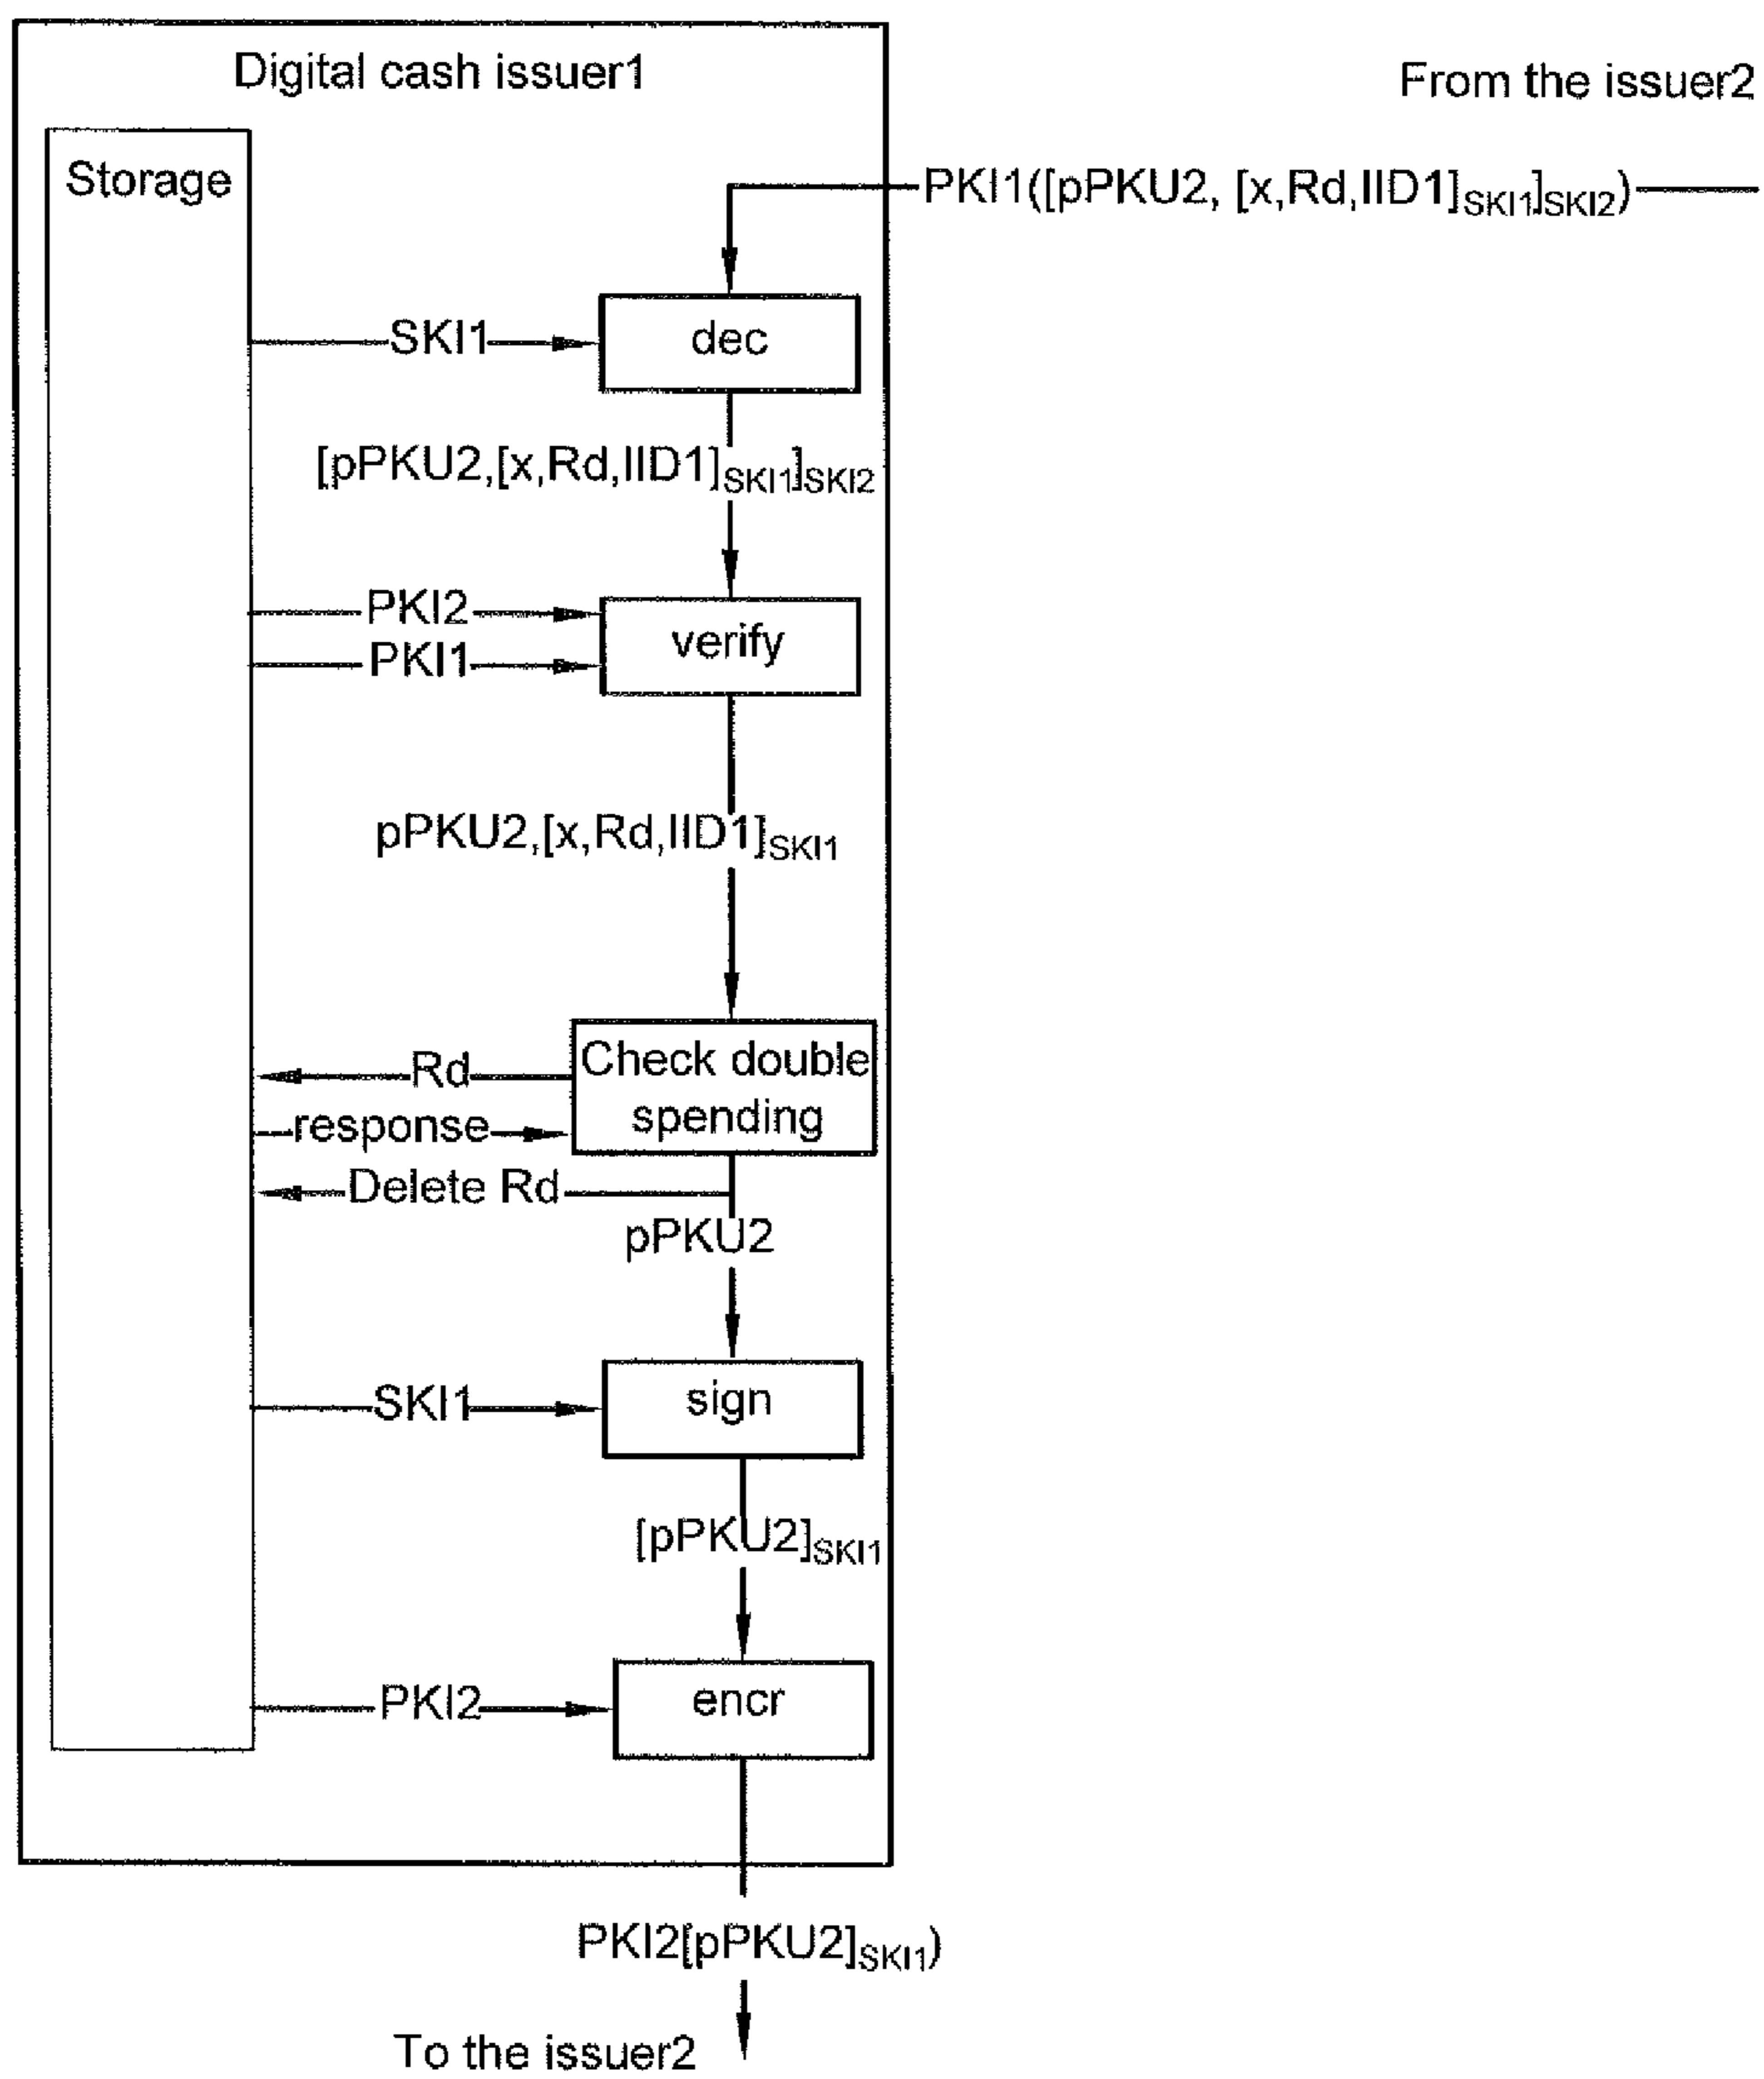 Digital cash issuer1
From the issuer2
Storage
PKI1([pPKU2, [x,Rd,IID1]SKI1]SKI2)
SKI1
dec
[pPKU2,[x,Rd,IID1]SKI1]SKI2
PKI2
verify
PKI1
pPKU2,[x,Rd,IID1]SKI1
Rd
Check double
spending
response
Delete Rd
pPKU2
SKI1
sign
[pPKU2]SKI1
PKI2
encr
PKI2[pPKU2]SKI1)
To the issuer2